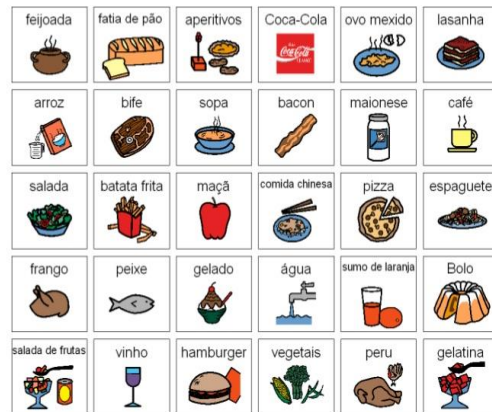 feijoada
fatia de pão
aperitivos
Coca-Cola
ovo mexido
lasanha
Coca-Cola
arroz
bife
sopa
bacon
maionese
café
salada
batata frita
maçã
comida chinesa
pizza
espaguete
frango
peixe
gelado
água
sumo de laranja
Bolo
salada de frutas
vinho
hamburger
vegetais
peru
gelatina